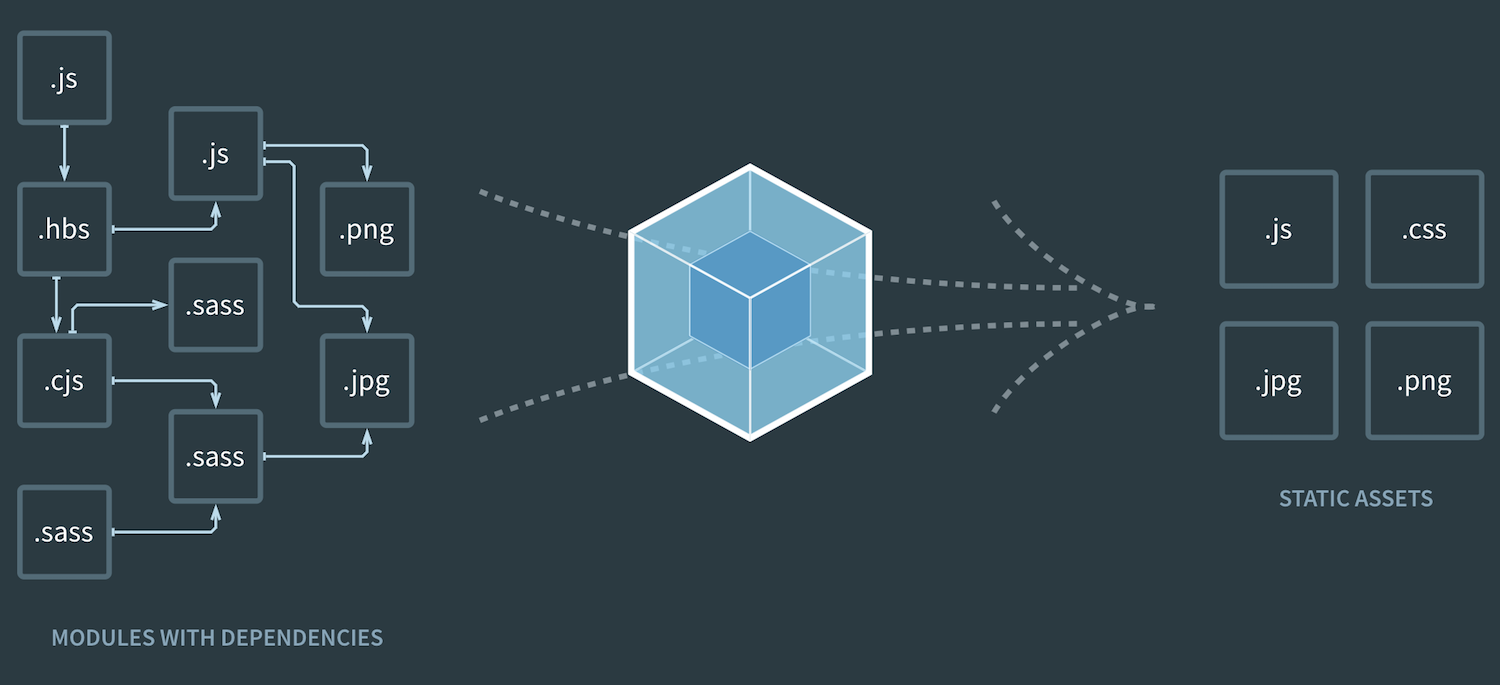 .js
.js
.hbs
.png
.sass
.cjs
.jpg
.sass
.sass
MODULES WITH DEPENDENCIES
.js
.css
.jpg
.png
STATIC ASSETS